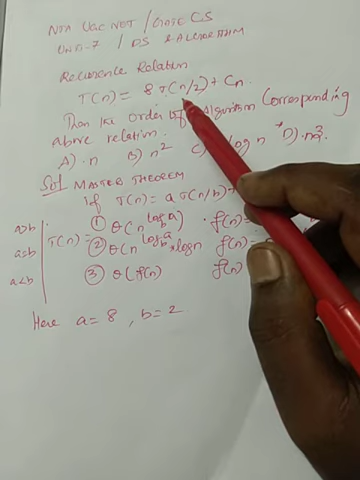 NTA UGC NET / GATE CS
UNIT-7 / DS & ALGORITHM
Recurrence Relation
T(n) = 8 T(n/2) + Cn.
Then the order of algorithm corresponding
above relation.
A) n B) n² C) log n D) n³.
Sol MASTER THEOREM
If T(n) = a T(n/b) +
a>b ① θ(n^log_b a) f(n) =
a=b T(n) = ② θ(n^log_b a × log n f(n) =
a<b ③ θ(f(n) f(n)
Here a = 8 , b = 2